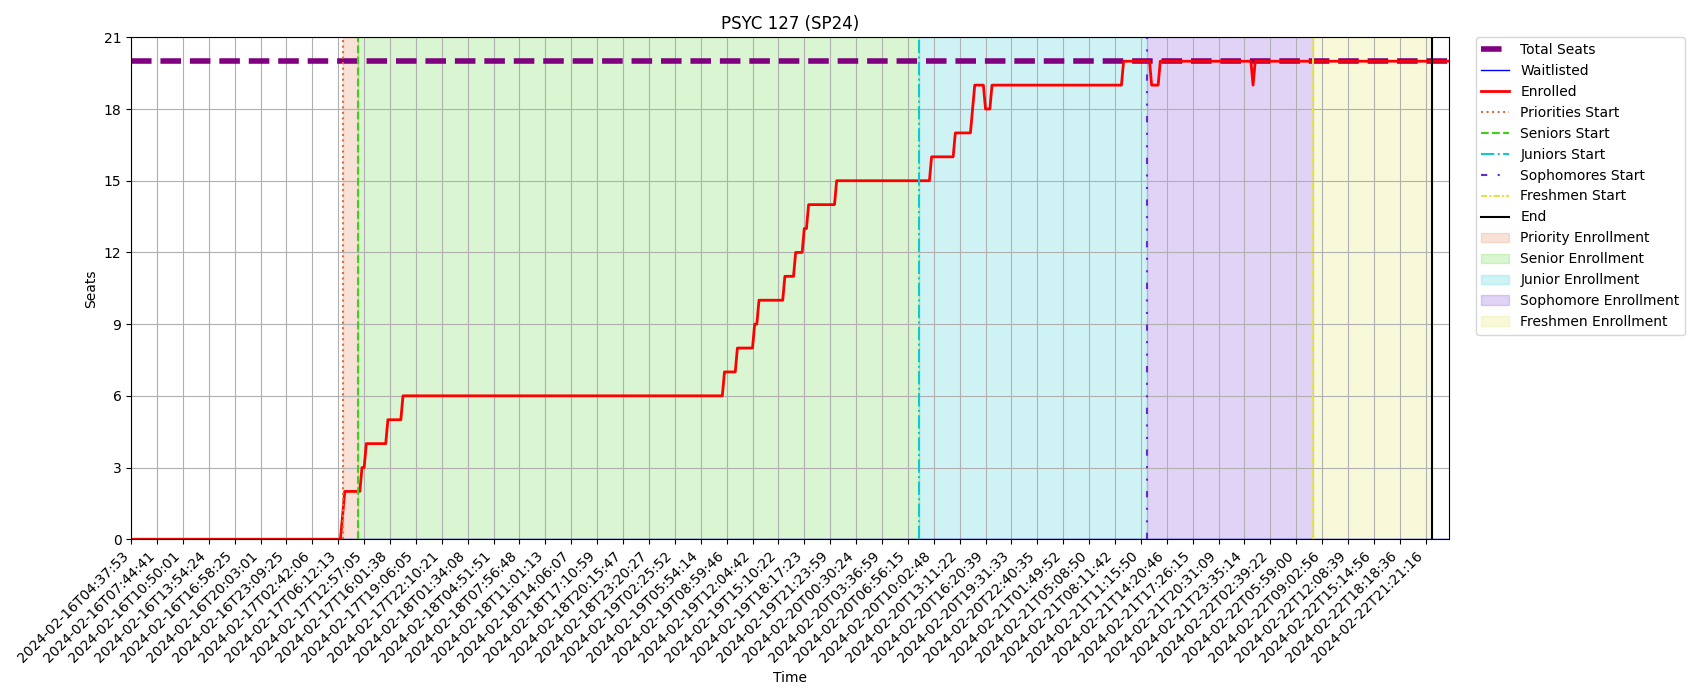 PSYC 127 (SP24)
Seats
21
18
15
12
9
6
3
0
2024-02-16T04:37:53
2024-02-16T07:44:41
2024-02-16T10:50:01
2024-02-16T13:54:24
2024-02-16T16:58:25
2024-02-16T20:03:01
2024-02-16T23:09:25
2024-02-17T02:42:06
2024-02-17T06:12:13
2024-02-17T12:57:05
2024-02-17T16:01:38
2024-02-17T19:06:05
2024-02-17T22:10:21
2024-02-18T01:34:08
2024-02-18T04:51:51
2024-02-18T07:56:48
2024-02-18T11:01:13
2024-02-18T14:06:07
2024-02-18T17:10:59
2024-02-18T20:15:47
2024-02-18T23:20:27
2024-02-19T02:25:52
2024-02-19T05:54:14
2024-02-19T08:59:46
2024-02-19T12:04:42
2024-02-19T15:10:22
2024-02-19T18:17:23
2024-02-19T21:23:59
2024-02-20T00:30:24
2024-02-20T03:36:59
2024-02-20T06:56:15
2024-02-20T10:02:48
2024-02-20T13:11:22
2024-02-20T16:20:39
2024-02-20T19:31:33
2024-02-20T22:40:35
2024-02-21T01:49:52
2024-02-21T05:08:50
2024-02-21T08:11:42
2024-02-21T11:15:50
2024-02-21T14:20:46
2024-02-21T17:26:15
2024-02-21T20:31:09
2024-02-21T23:35:14
2024-02-22T02:39:22
2024-02-22T05:59:00
2024-02-22T09:02:56
2024-02-22T12:08:39
2024-02-22T15:14:56
2024-02-22T18:18:36
2024-02-22T21:21:16
Time
Total Seats
Waitlisted
Enrolled
Priorities Start
Seniors Start
Juniors Start
Sophomores Start
Freshmen Start
End
Priority Enrollment
Senior Enrollment
Junior Enrollment
Sophomore Enrollment
Freshmen Enrollment